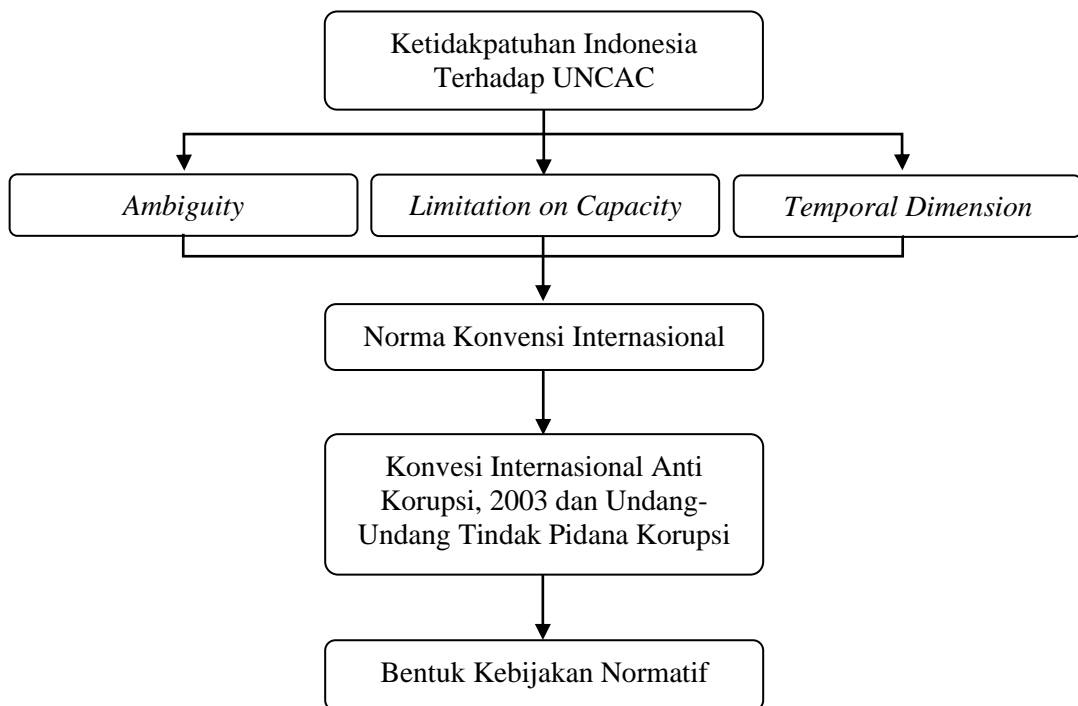 Ketidakpatuhan Indonesia
Terhadap UNCAC
Ambiguity
Limitation on Capacity
Temporal Dimension
Norma Konvensi Internasional
Konvesi Internasional Anti
Korupsi, 2003 dan Undang-
Undang Tindak Pidana Korupsi
Bentuk Kebijakan Normatif